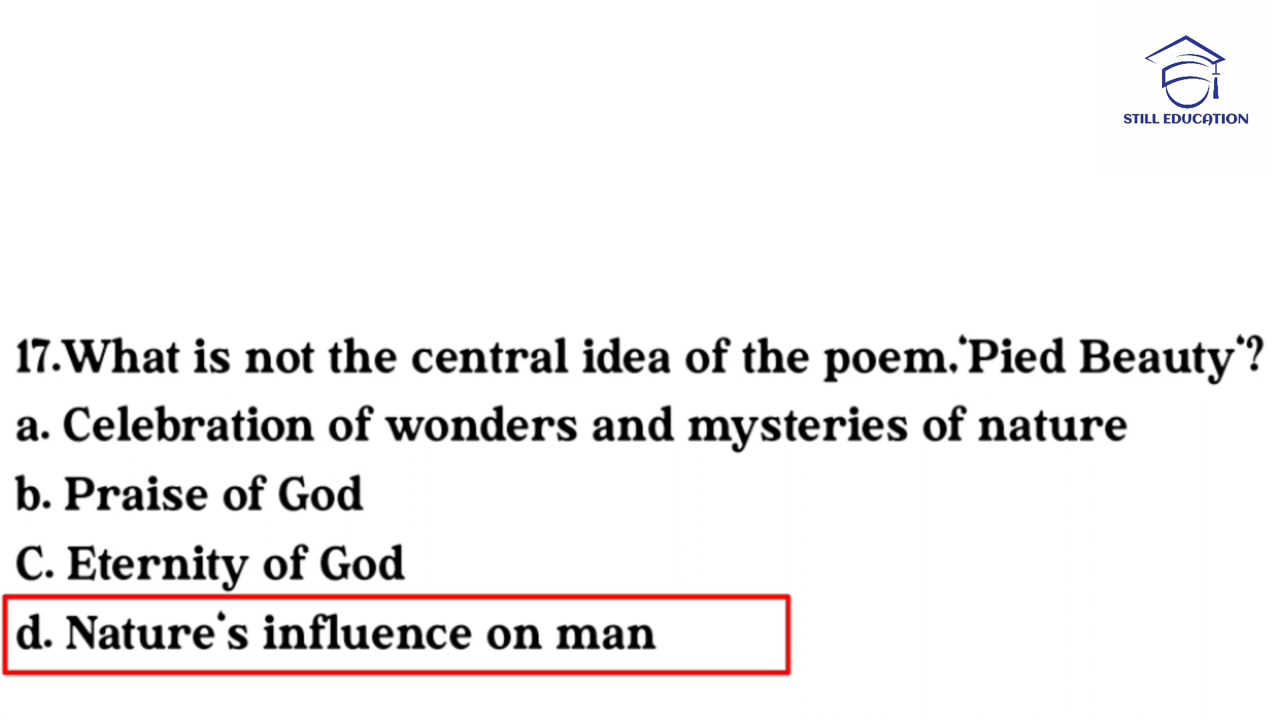 STILL EDUCATION
17.What is not the central idea of the poem,‘Pied Beauty‘?
a. Celebration of wonders and mysteries of nature
b. Praise of God
C. Eternity of God
d. Nature‘s influence on man